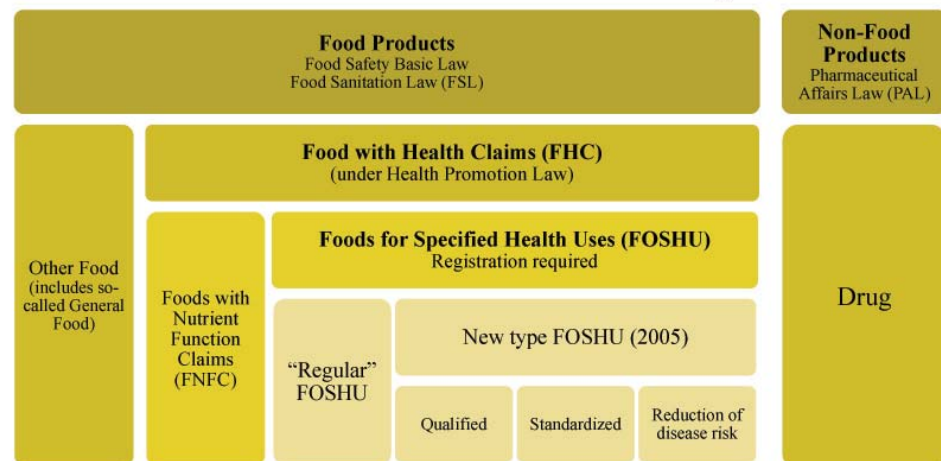 Food Products
Food Safety Basic Law
Food Sanitation Law (FSL)
Non-Food
Products
Pharmaceutical
Affairs Law (PAL)
Food with Health Claims (FHC)
(under Health Promotion Law)
Other Food
(includes so-
called General
Food)
Foods with
Nutrient
Function
Claims
(FNFC)
Foods for Specified Health Uses (FOSHU)
Registration required
“Regular”
FOSHU
New type FOSHU (2005)
Qualified
Standardized
Reduction of
disease risk
Drug